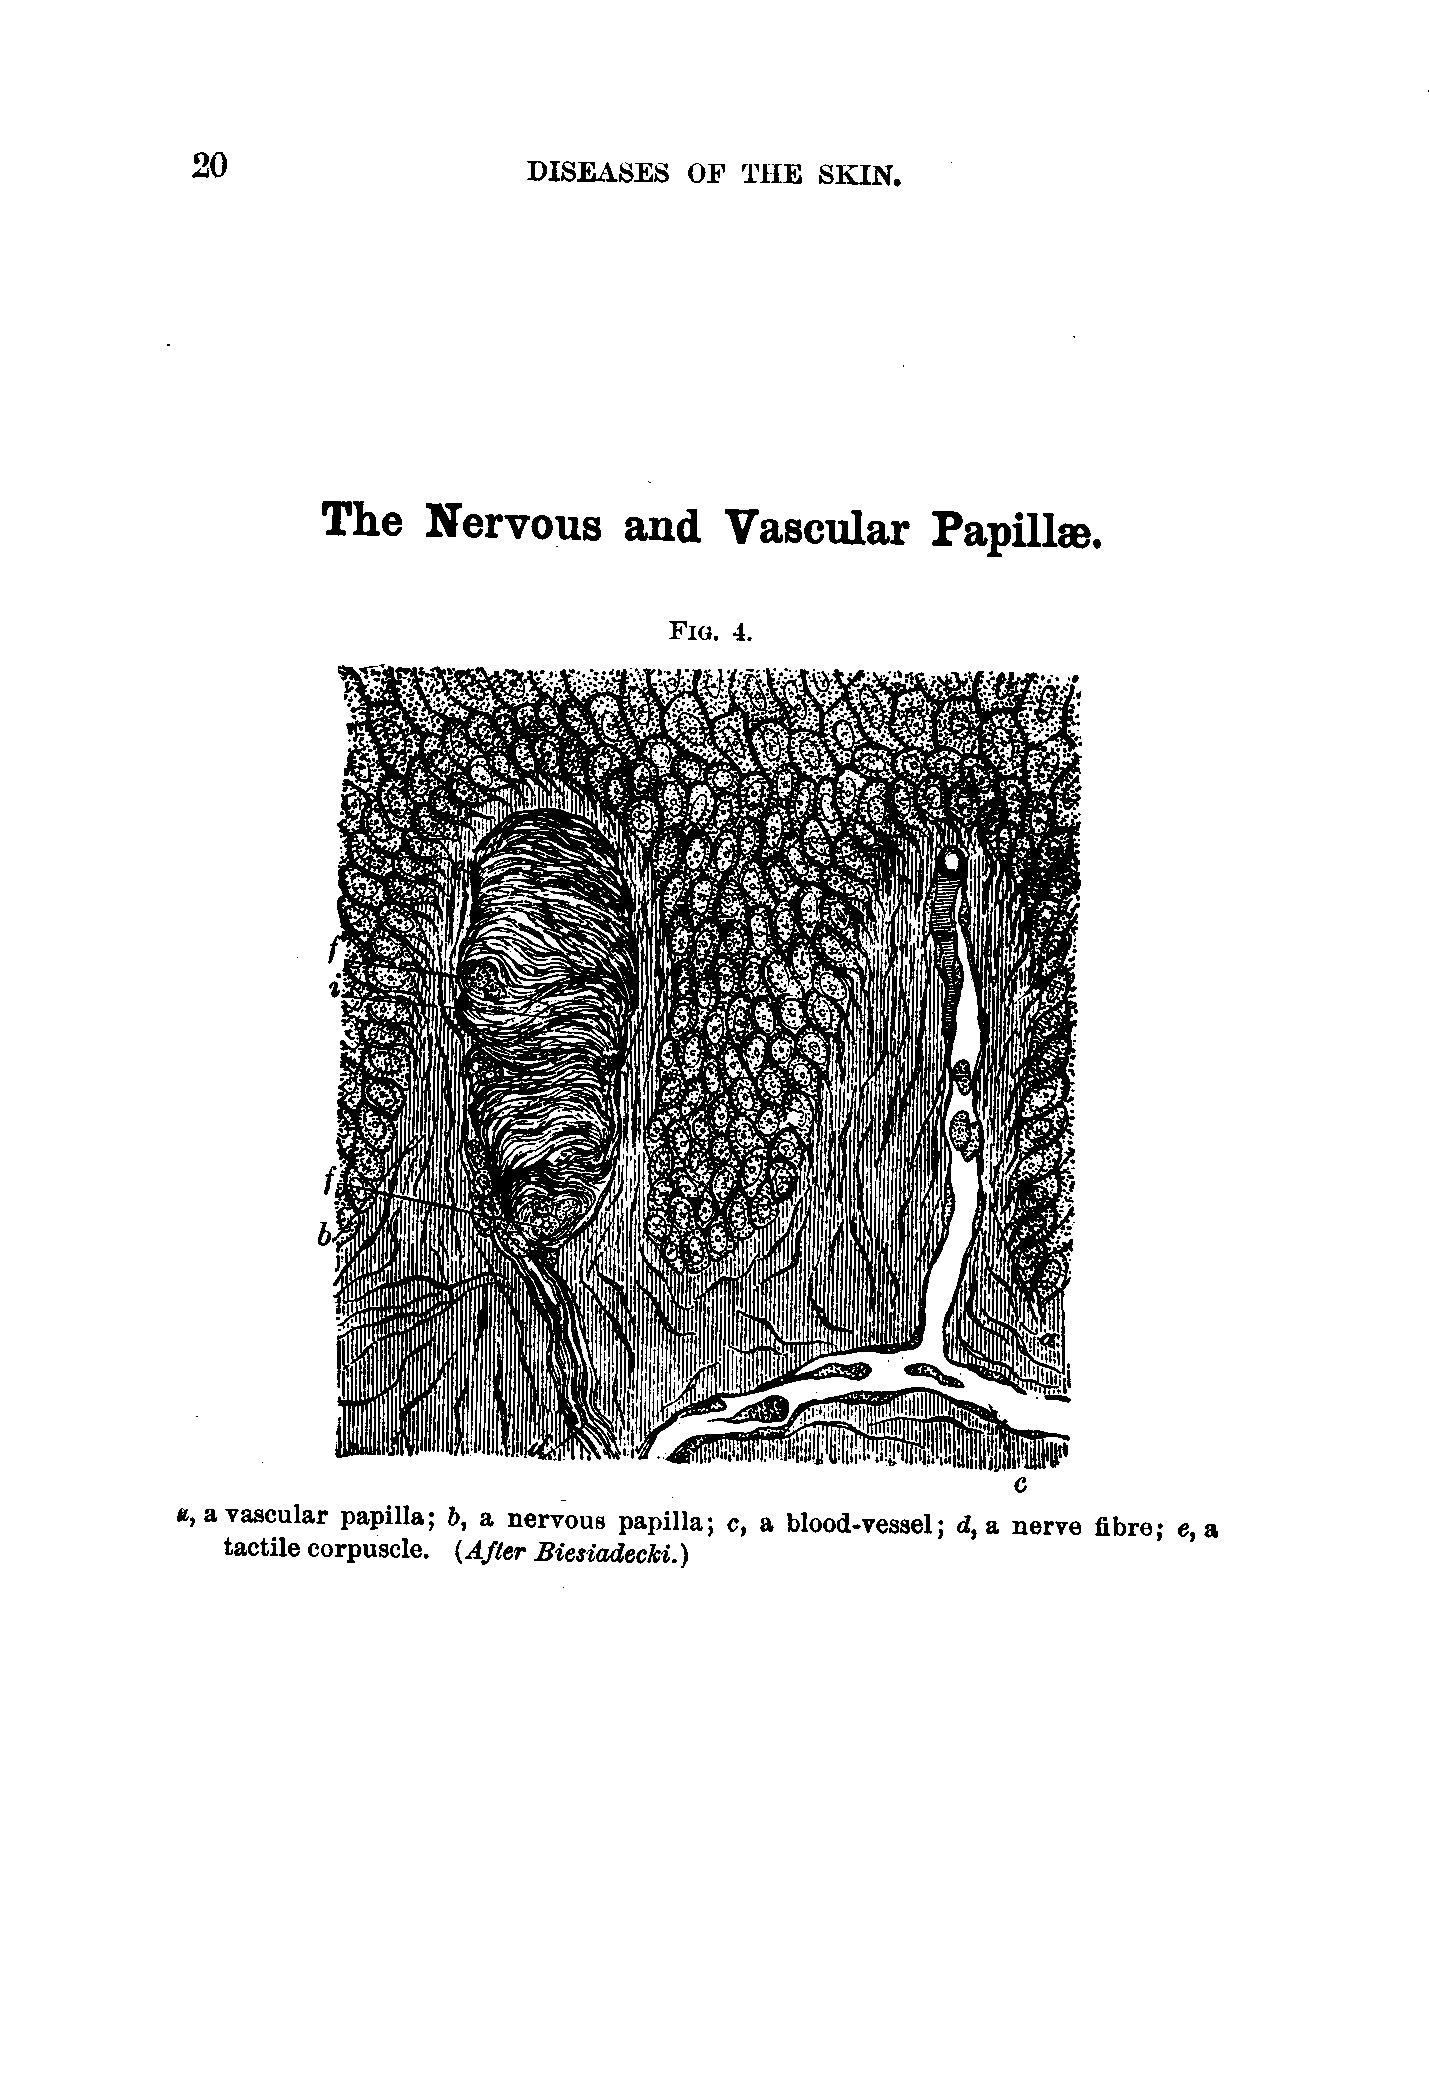 20 DISEASES OF THE SKIN.
The Nervous and Vascular Papillæ.
FIG. 4.
f
i
f
b
a
d
c
a, a vascular papilla; b, a nervous papilla; c, a blood-vessel; d, a nerve fibre; e, a
tactile corpuscle. (After Biesiadecki.)